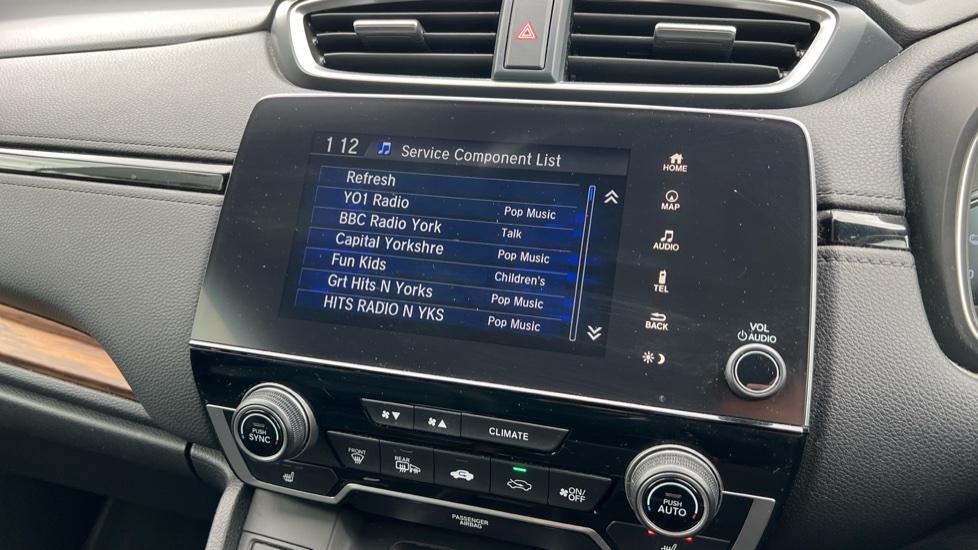 1 12 Service Component List
Refresh
YO1 Radio Pop Music
BBC Radio York Talk
Capital Yorkshre Pop Music
Fun Kids Children's
Grt Hits N Yorks Pop Music
HITS RADIO N YKS Pop Music
HOME
MAP
AUDIO
TEL
BACK
VOL
AUDIO
PUSH
SYNC
CLIMATE
FRONT
REAR
ON/
OFF
PUSH
AUTO
PASSENGER
AIRBAG